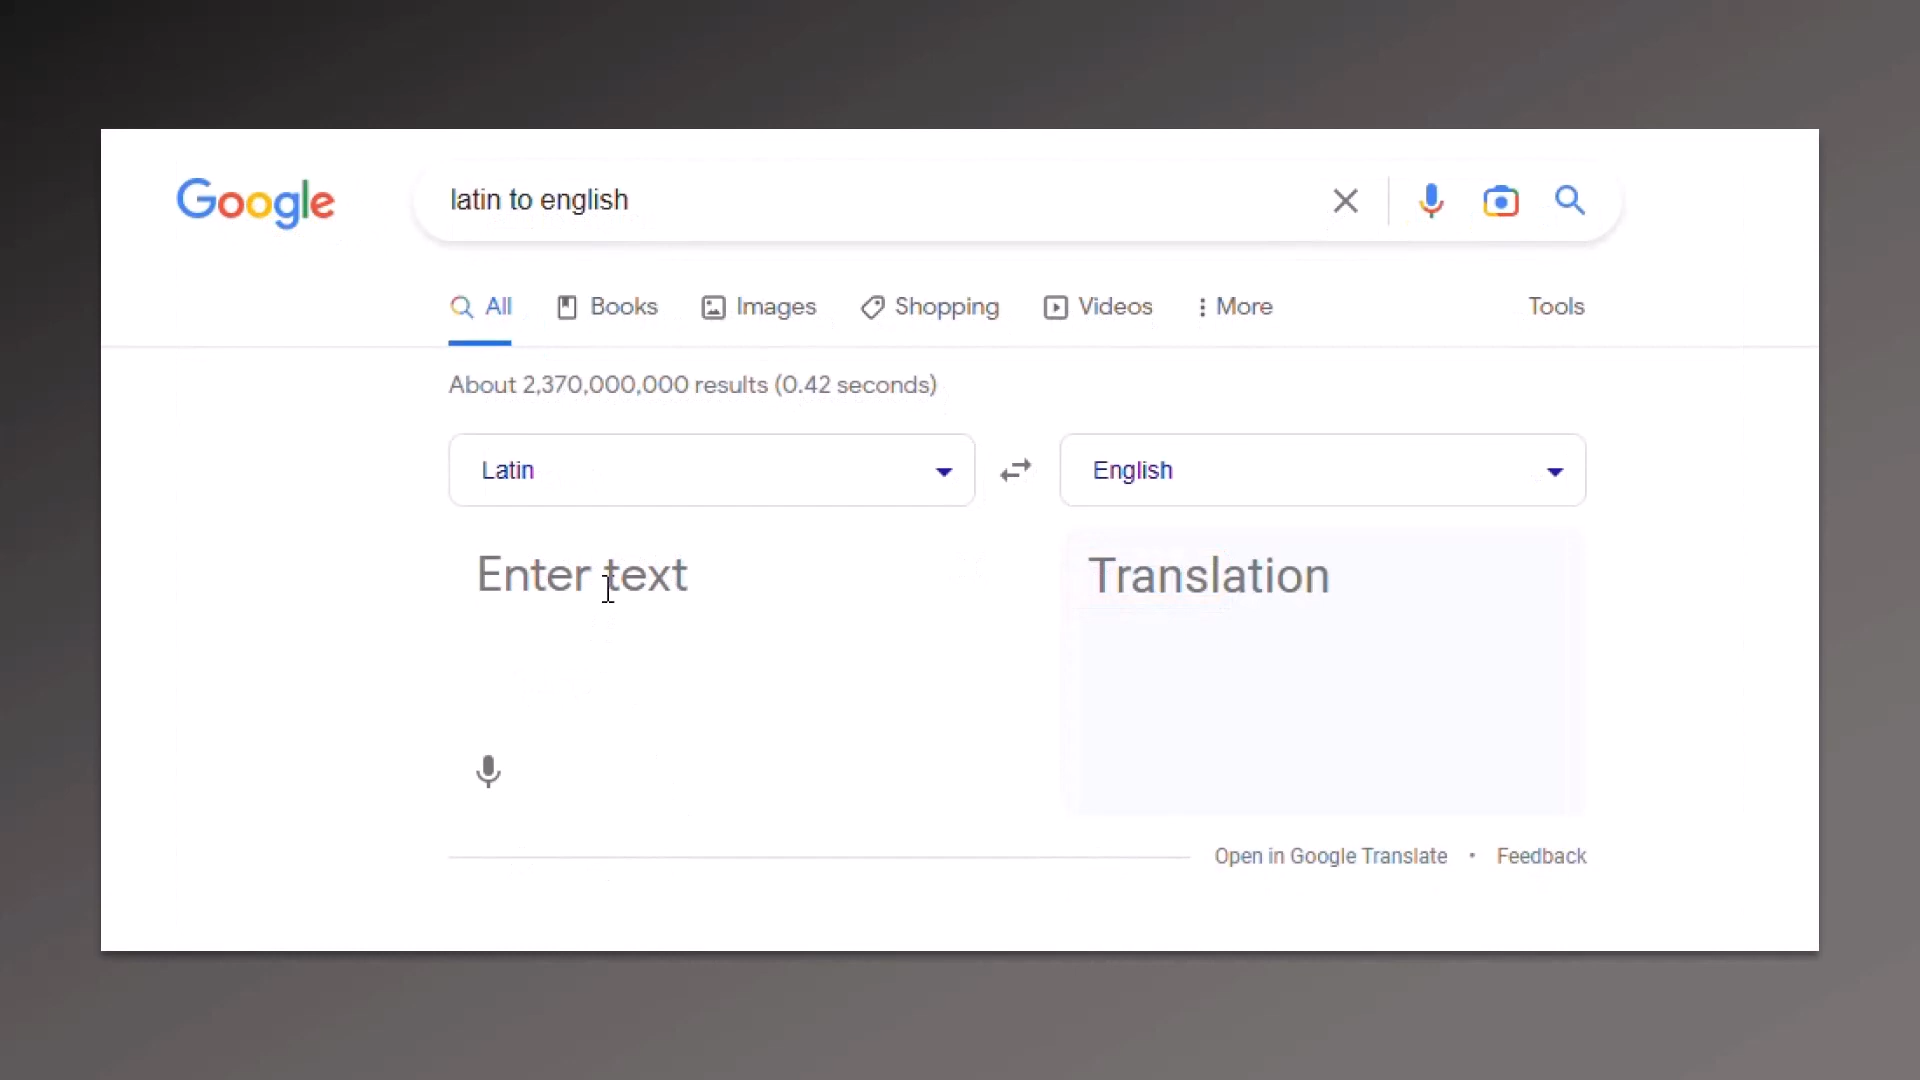 Google latin to english
All Books Images Shopping Videos More Tools
About 2,370,000,000 results (0.42 seconds)
Latin English
Enter text Translation
Open in Google Translate • Feedback